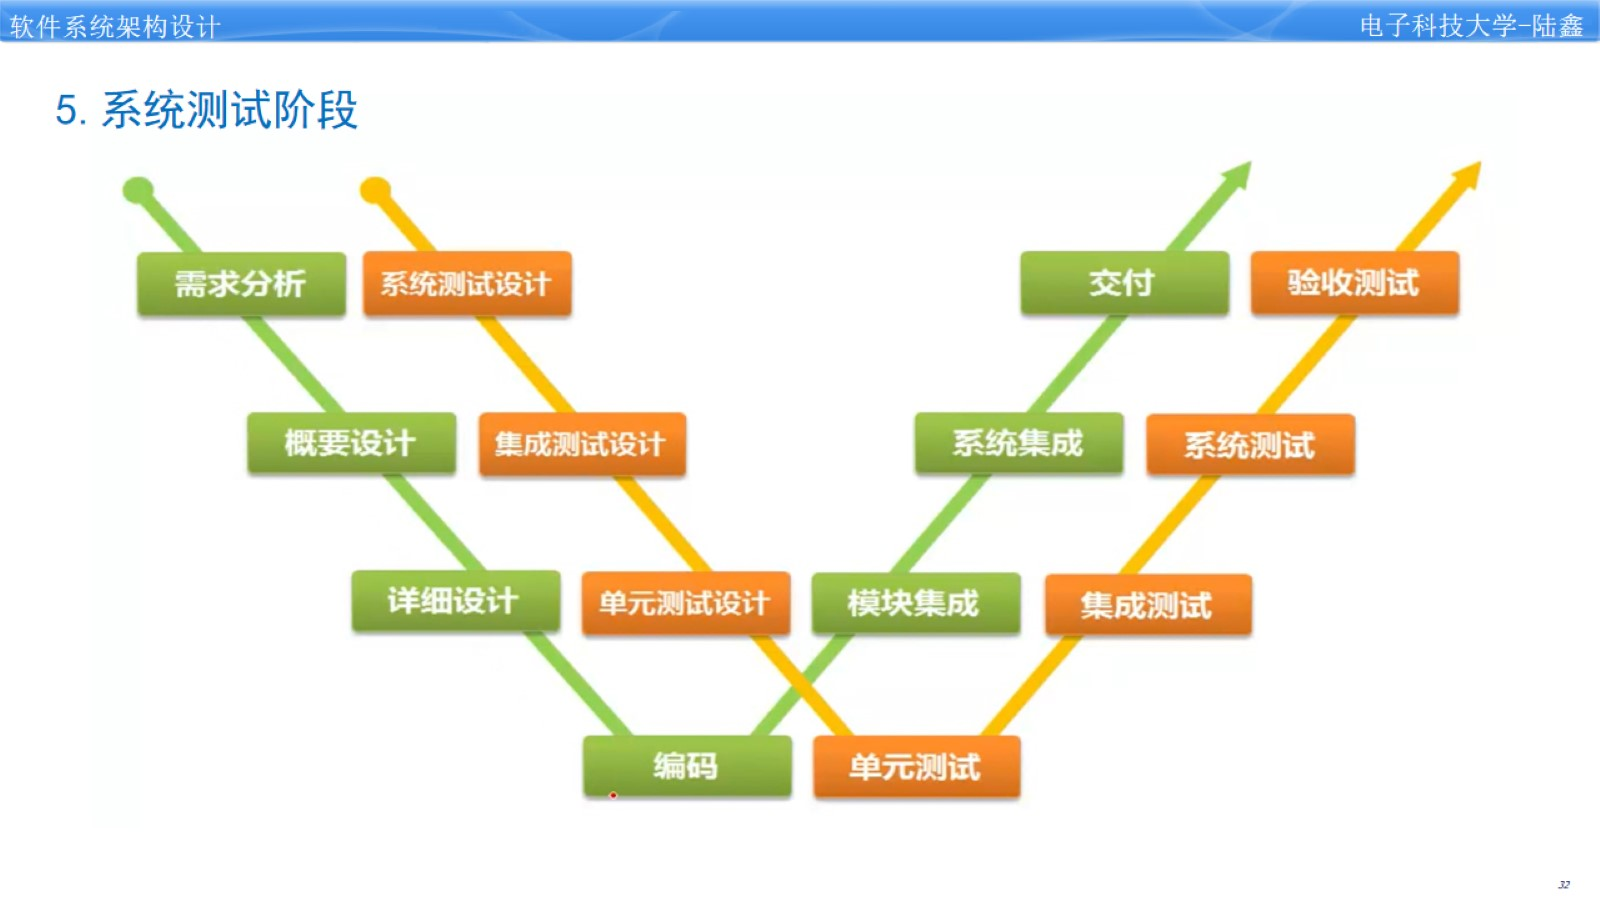 软件系统架构设计
电子科技大学-陆鑫
5. 系统测试阶段
需求分析
系统测试设计
交付
验收测试
概要设计
集成测试设计
系统集成
系统测试
详细设计
单元测试设计
模块集成
集成测试
编码
单元测试
32